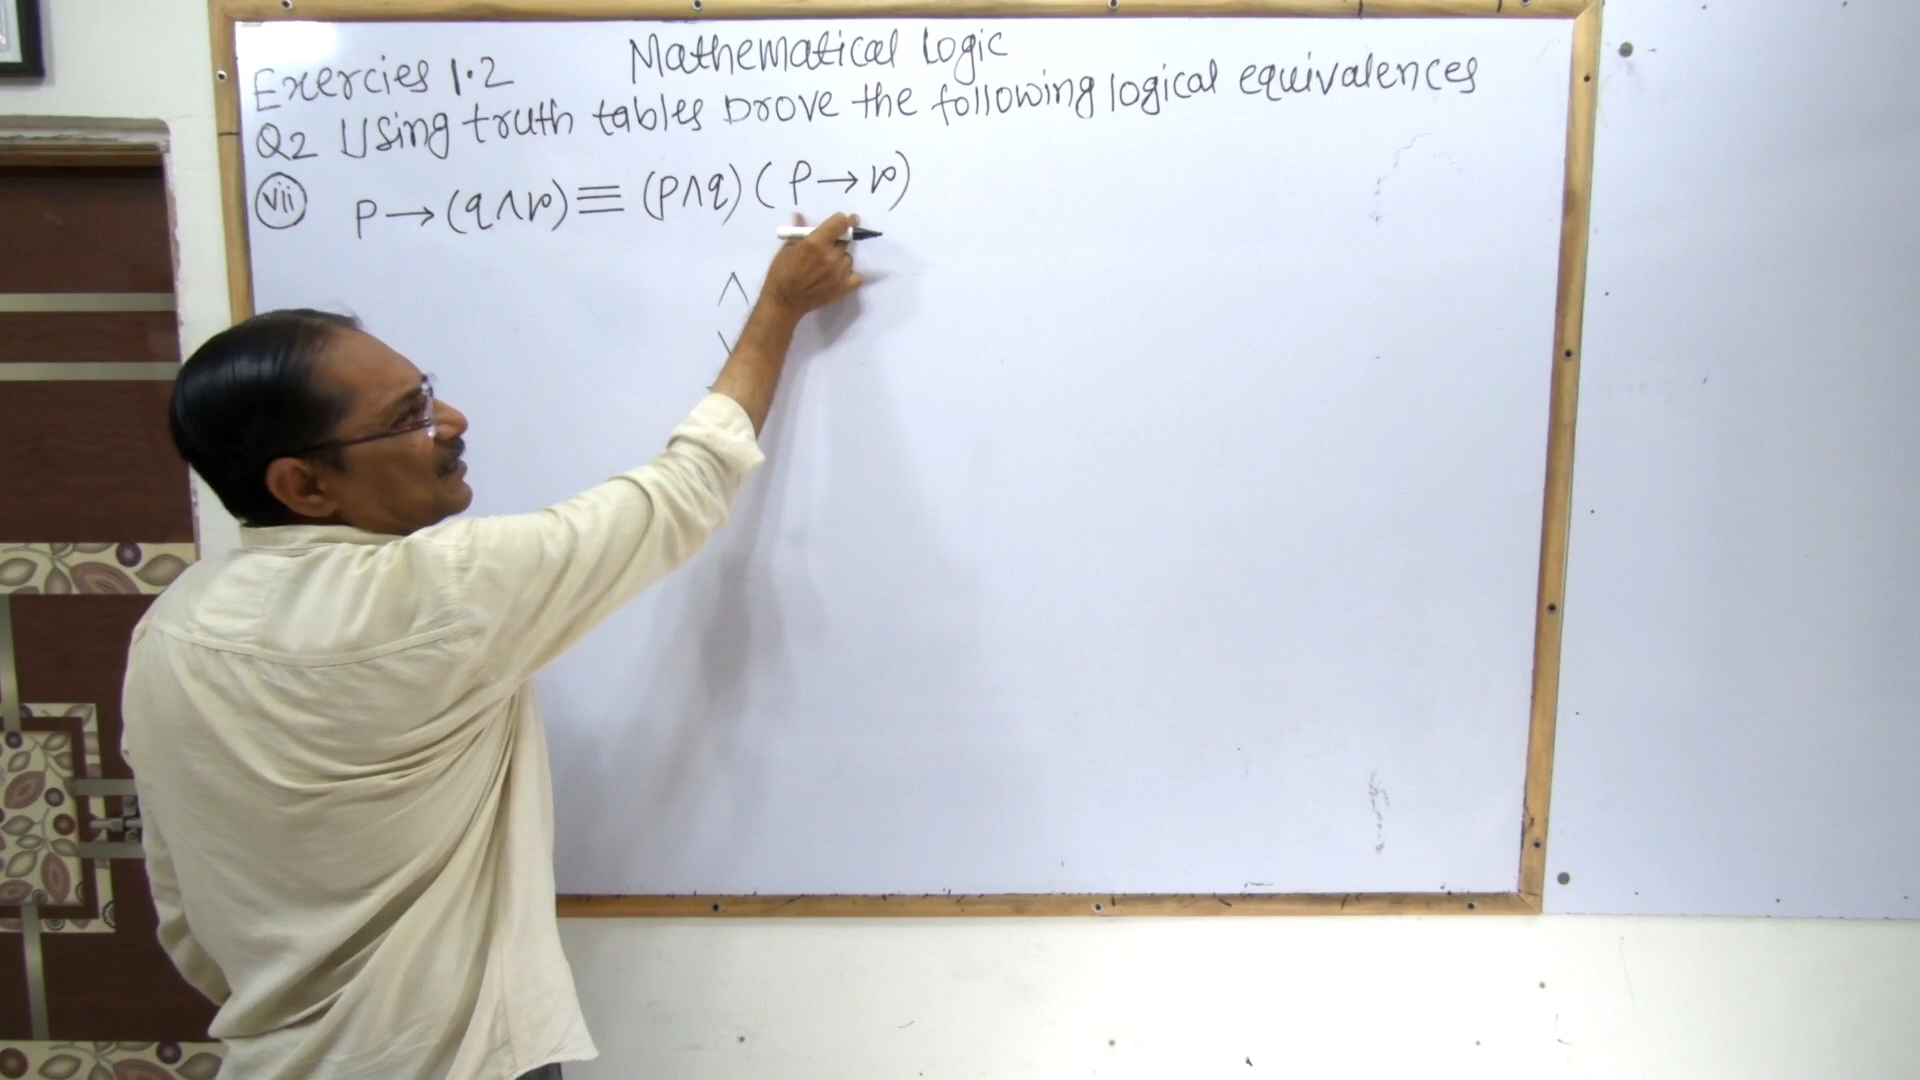 Mathematical Logic
Exercies 1.2
Q2 Using truth tables prove the following logical equivalences
vii p→(q∧r)≡(p∧q)(p→r)
∧